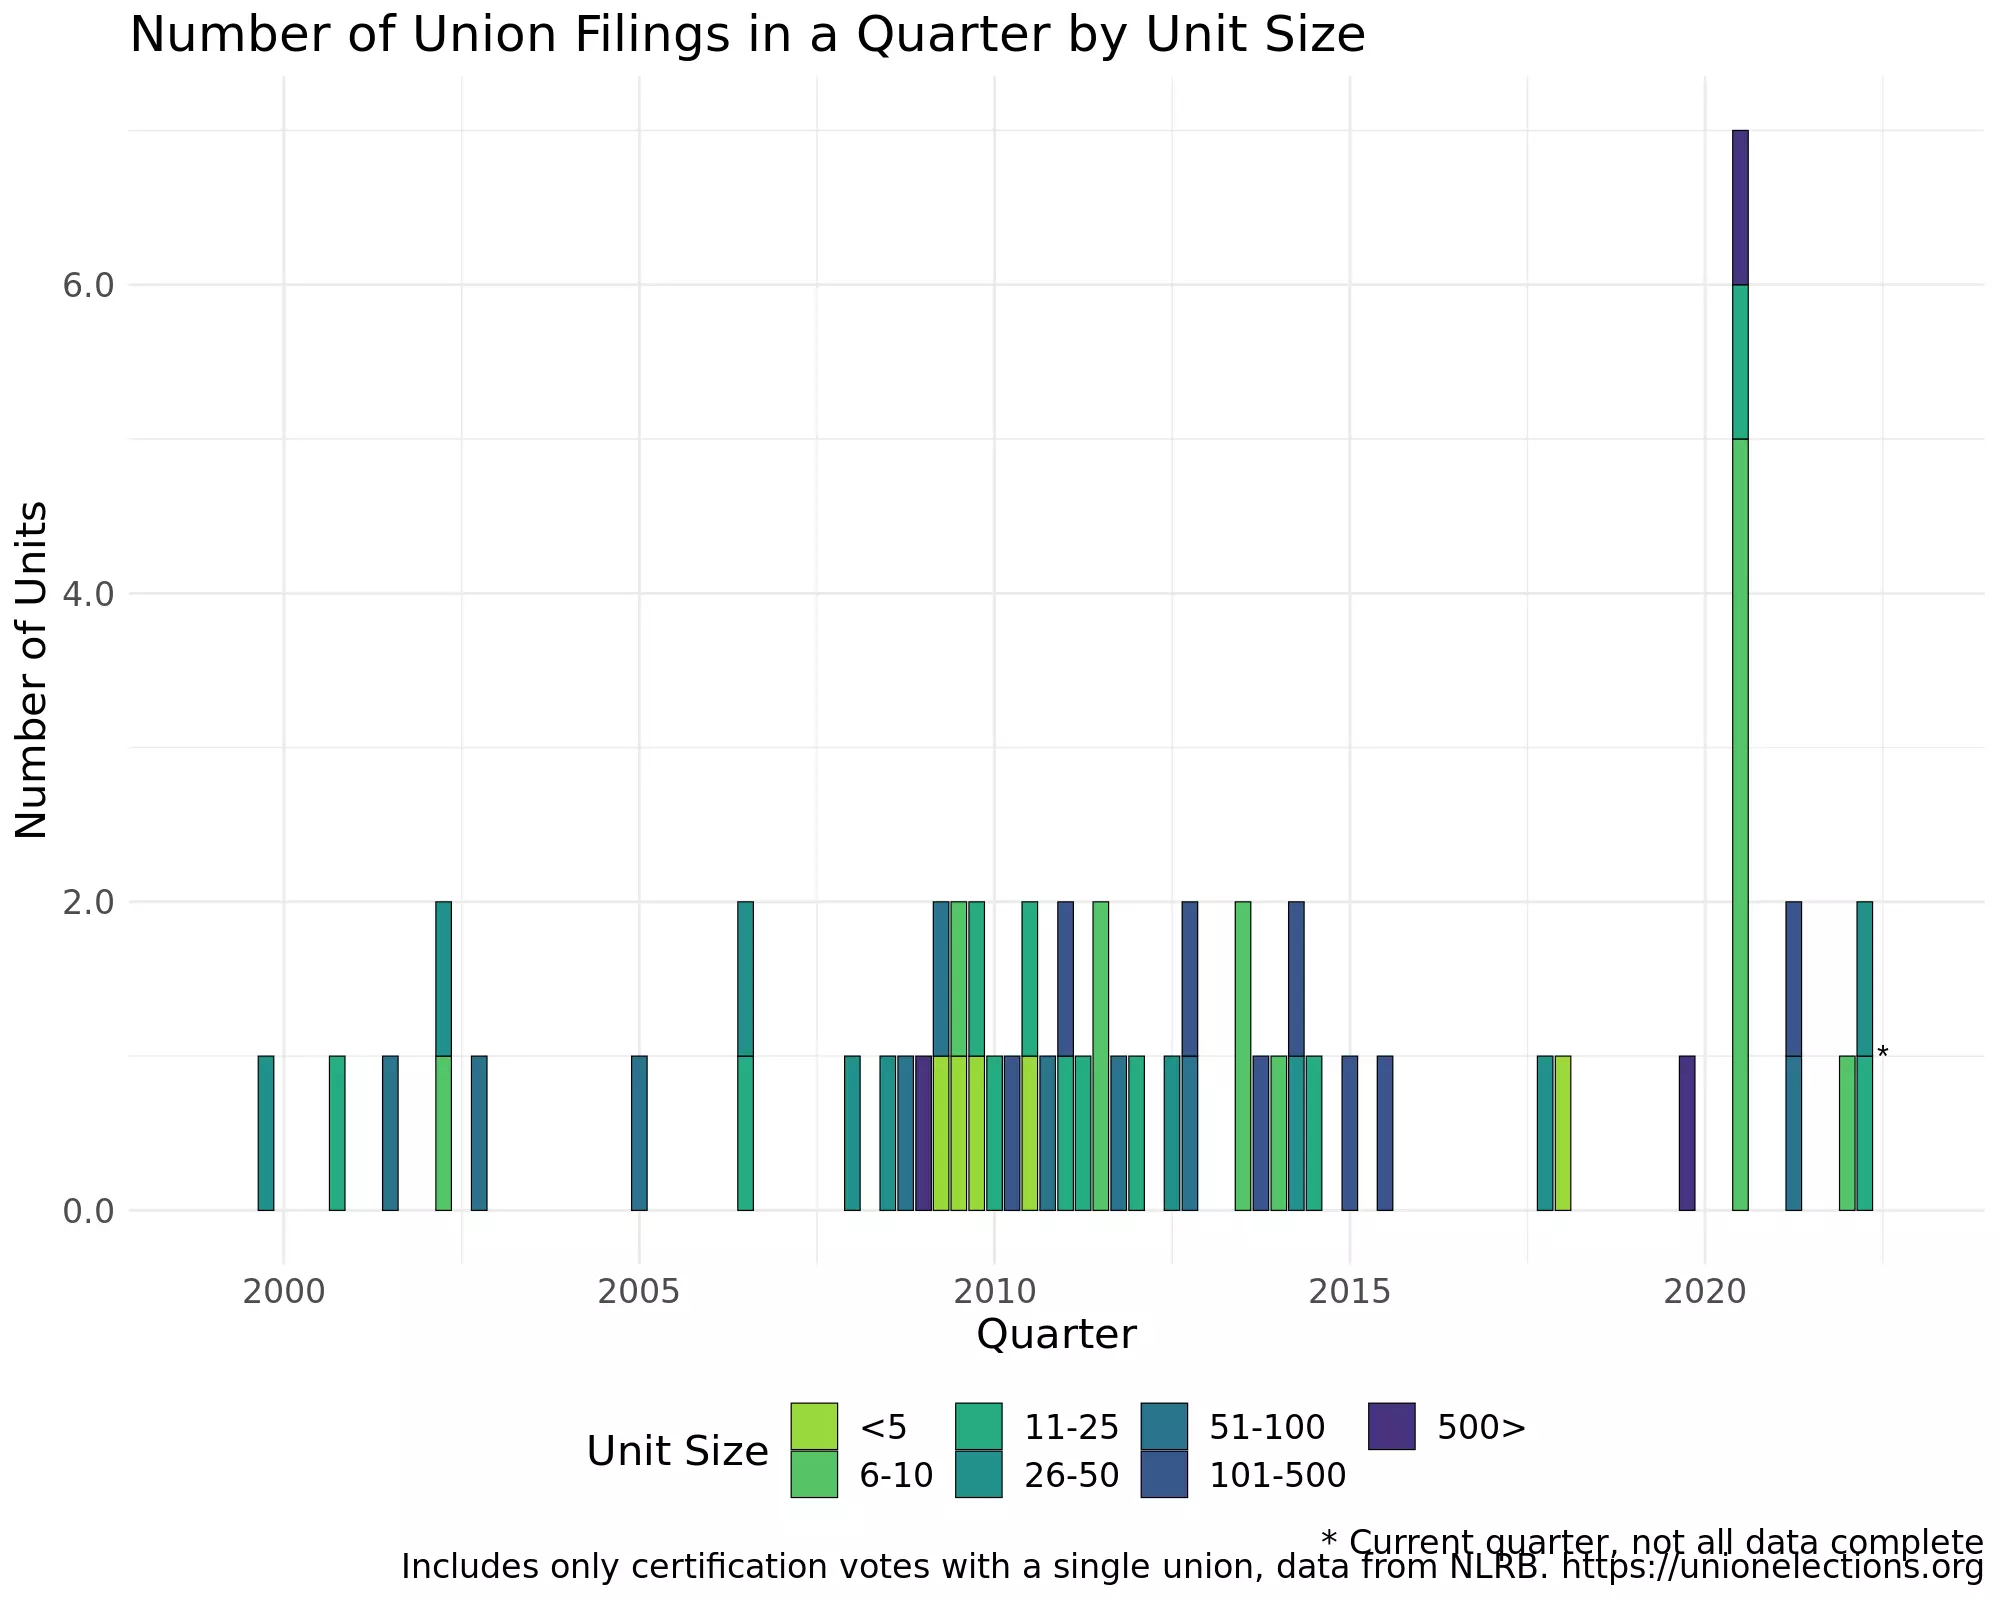 Number of Union Filings in a Quarter by Unit Size
Number of Units
6.0
4.0
2.0
0.0
*
2000 2005 2010 2015 2020
Quarter
Unit Size
<5 11-25 51-100 500>
6-10 26-50 101-500
* Current quarter, not all data complete
Includes only certification votes with a single union, data from NLRB. https://unionelections.org